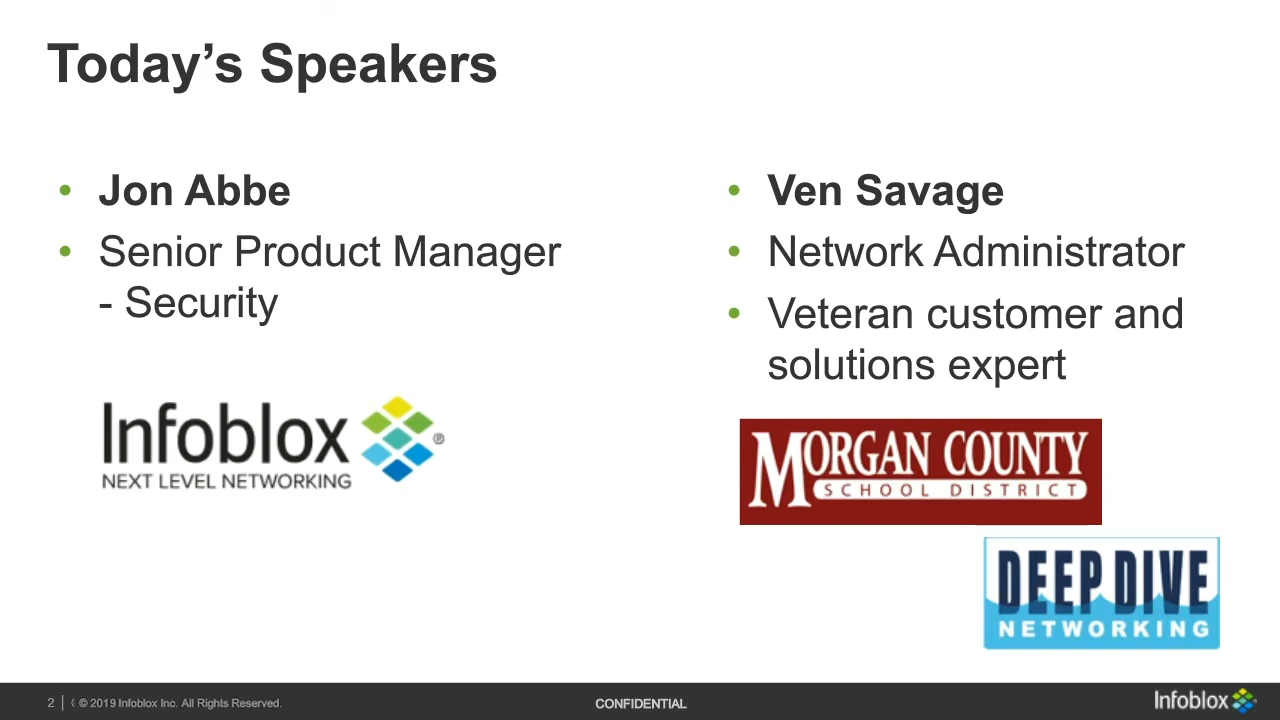 Today’s Speakers
• Jon Abbe
• Senior Product Manager
- Security
Infoblox ®
NEXT LEVEL NETWORKING
• Ven Savage
• Network Administrator
• Veteran customer and
solutions expert
MORGAN COUNTY
SCHOOL DISTRICT
DEEP DIVE
NETWORKING
2 | © 2019 Infoblox Inc. All Rights Reserved.
CONFIDENTIAL
Infoblox